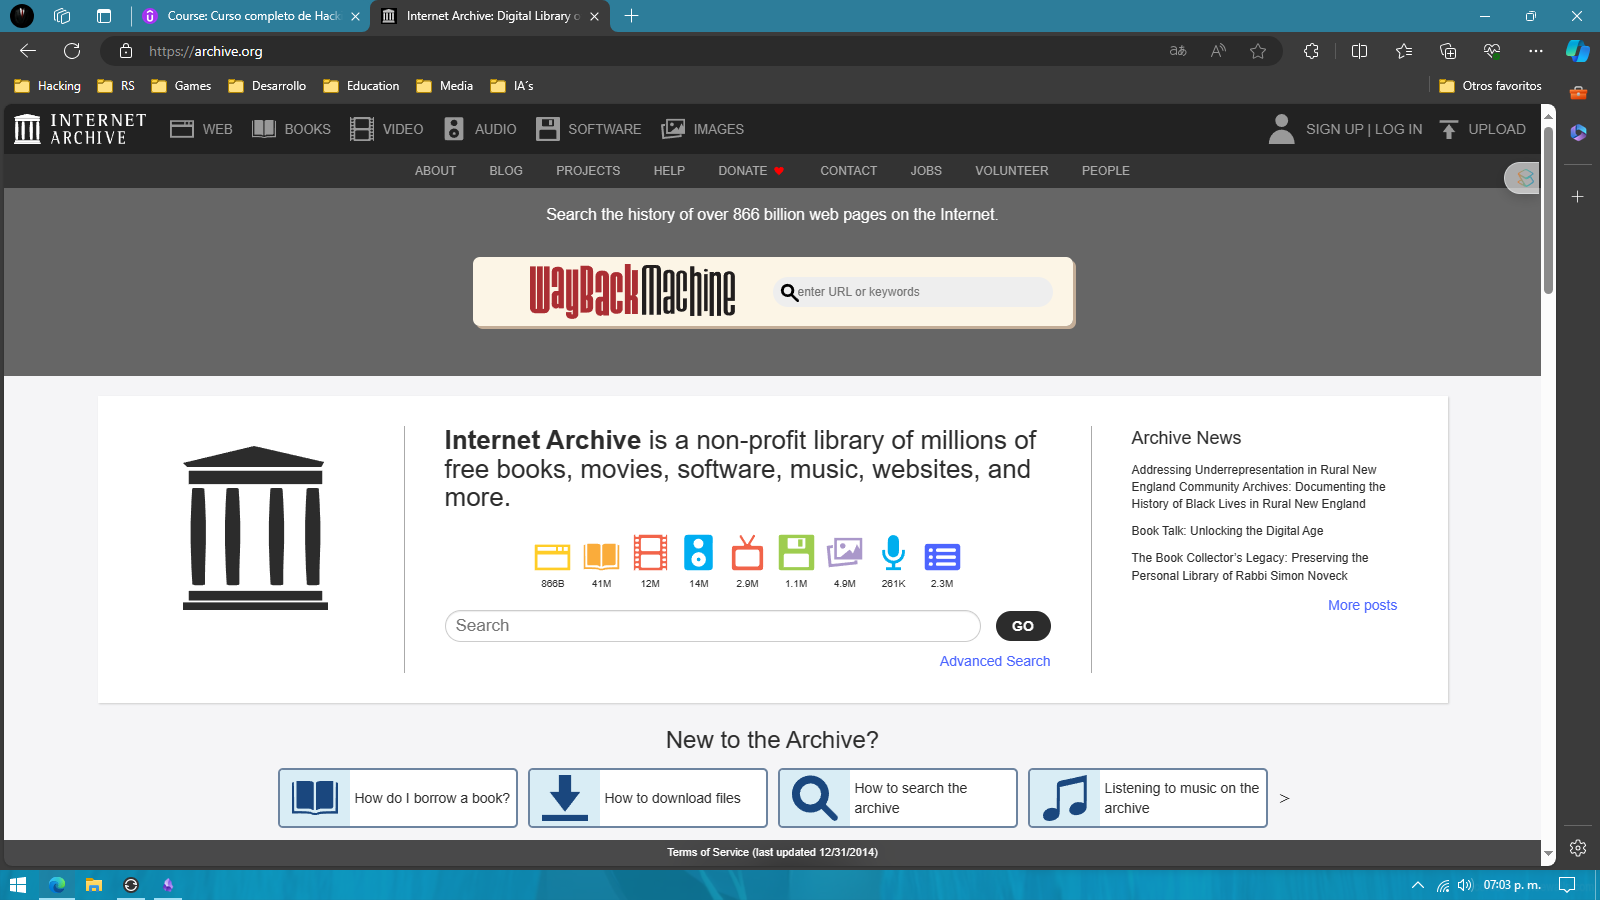 Course: Curso completo de Hack
Internet Archive: Digital Library o
https://archive.org
Hacking
RS
Games
Desarrollo
Education
Media
IA´s
Otros favoritos
INTERNET
ARCHIVE
WEB
BOOKS
VIDEO
AUDIO
SOFTWARE
IMAGES
SIGN UP | LOG IN
UPLOAD
ABOUT
BLOG
PROJECTS
HELP
DONATE
CONTACT
JOBS
VOLUNTEER
PEOPLE
Search the history of over 866 billion web pages on the Internet.
WayBackMachine
enter URL or keywords
Internet Archive is a non-profit library of millions of
free books, movies, software, music, websites, and
more.
866B
41M
12M
14M
2.9M
1.1M
4.9M
261K
2.3M
Search
GO
Advanced Search
Archive News
Addressing Underrepresentation in Rural New
England Community Archives: Documenting the
History of Black Lives in Rural New England
Book Talk: Unlocking the Digital Age
The Book Collector’s Legacy: Preserving the
Personal Library of Rabbi Simon Noveck
More posts
New to the Archive?
How do I borrow a book?
How to download files
How to search the
archive
Listening to music on the
archive
>
Terms of Service (last updated 12/31/2014)
07:03 p. m.